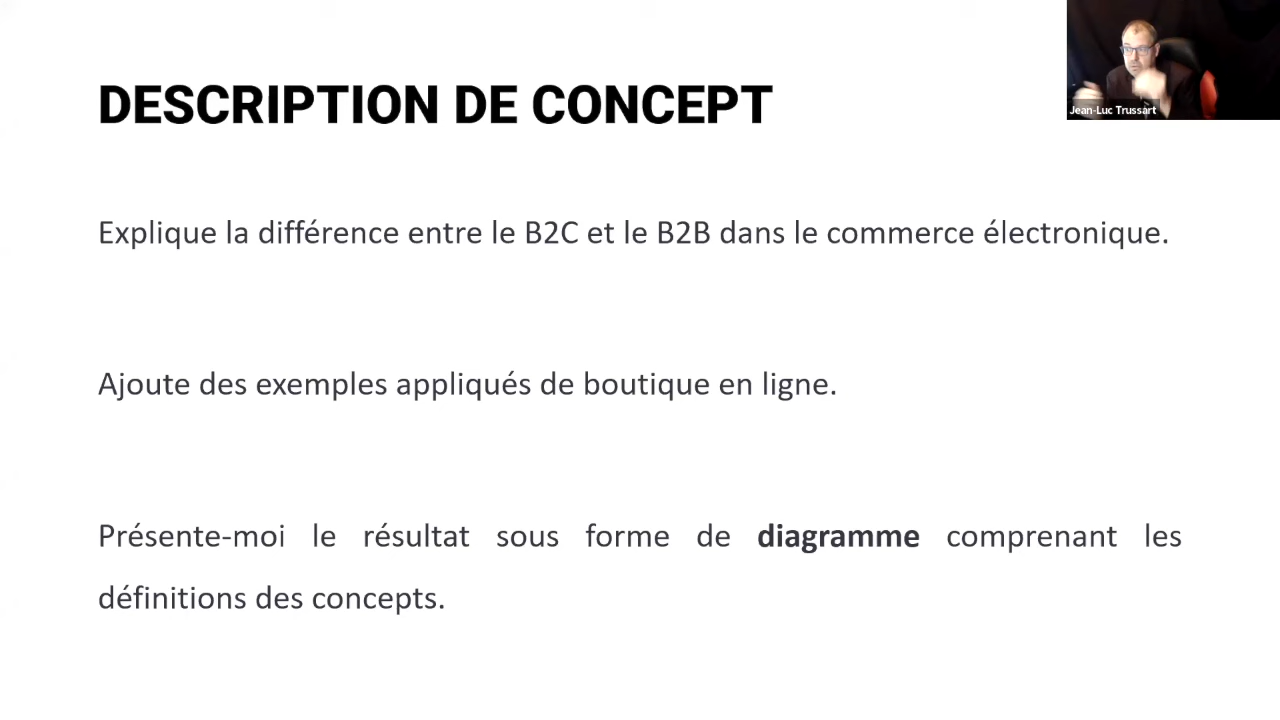 DESCRIPTION DE CONCEPT
Jean-Luc Trussart
Explique la différence entre le B2C et le B2B dans le commerce électronique.
Ajoute des exemples appliqués de boutique en ligne.
Présente-moi le résultat sous forme de diagramme comprenant les
définitions des concepts.